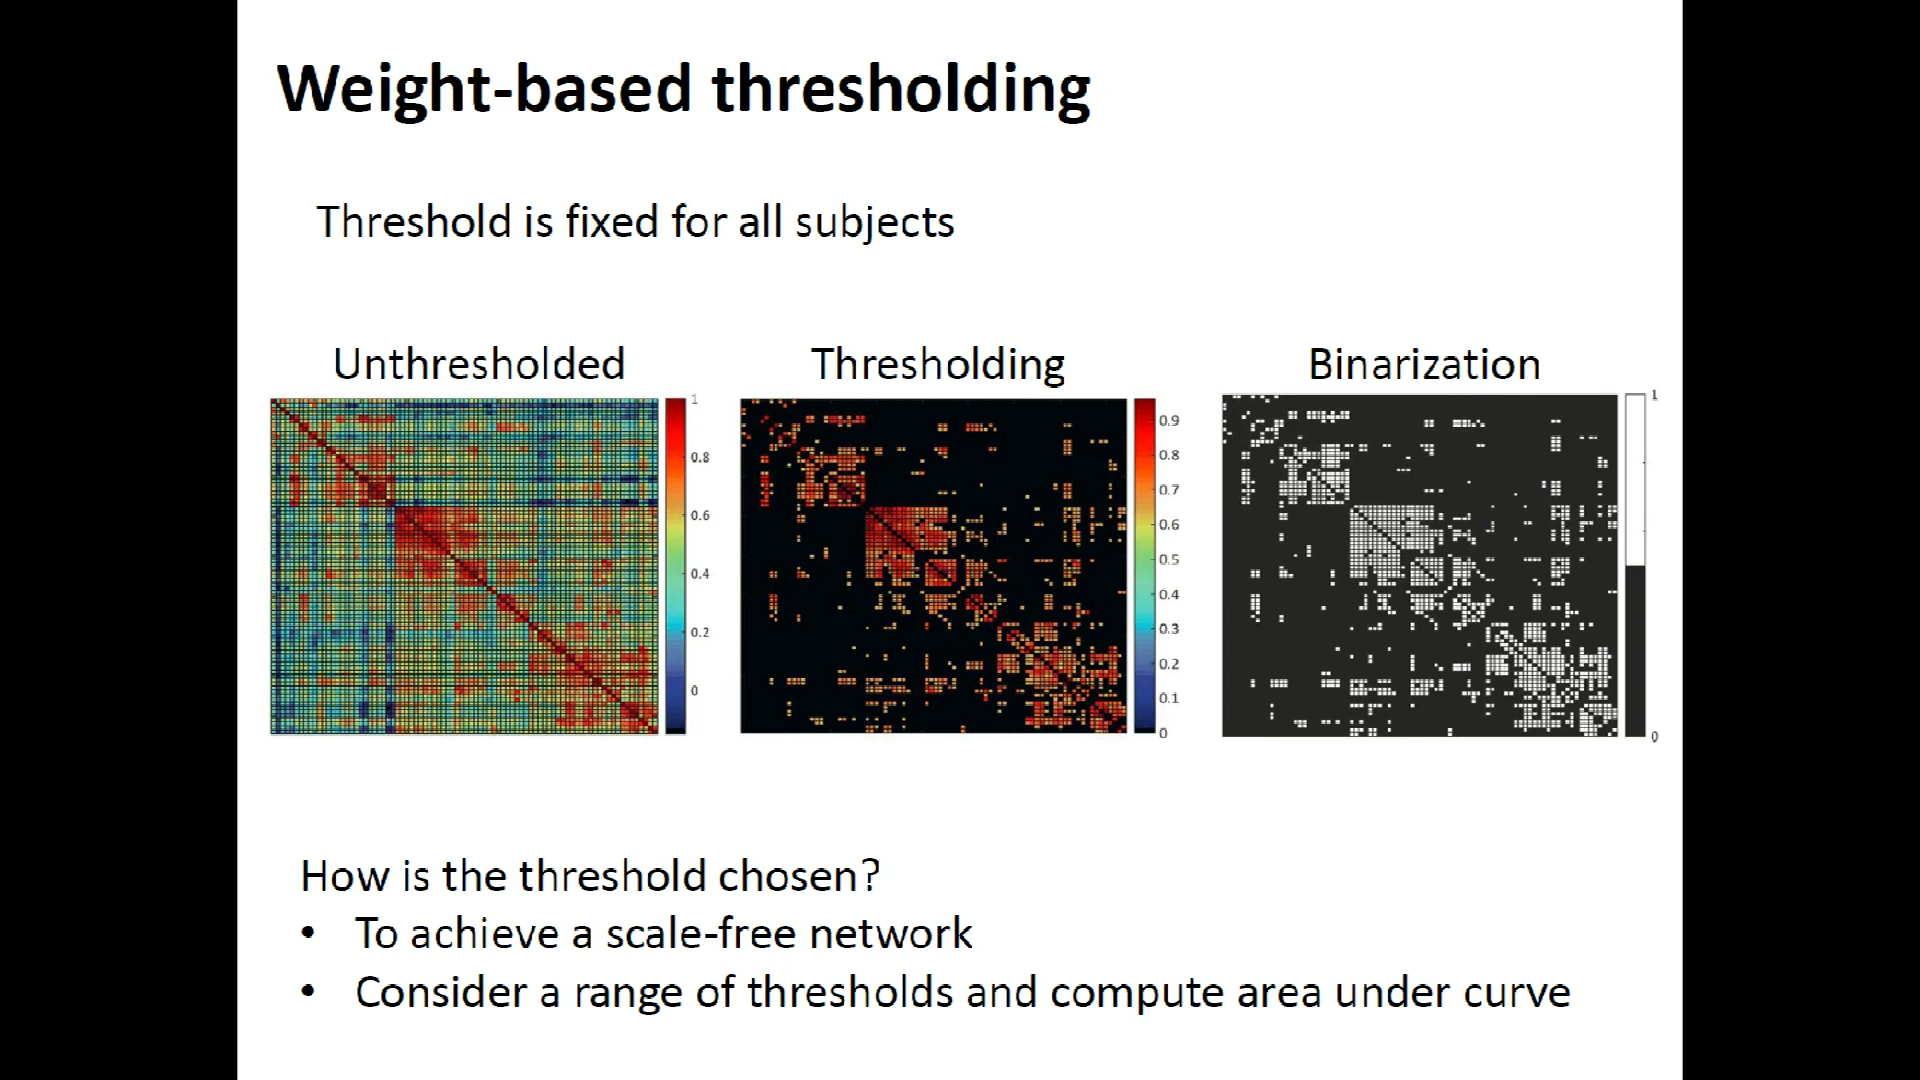 Weight-based thresholding
Threshold is fixed for all subjects
Unthresholded
Thresholding
Binarization
1
0.8
0.6
0.4
0.2
0
0.9
0.8
0.7
0.6
0.5
0.4
0.3
0.2
0.1
0
1
0
How is the threshold chosen?
• To achieve a scale-free network
• Consider a range of thresholds and compute area under curve